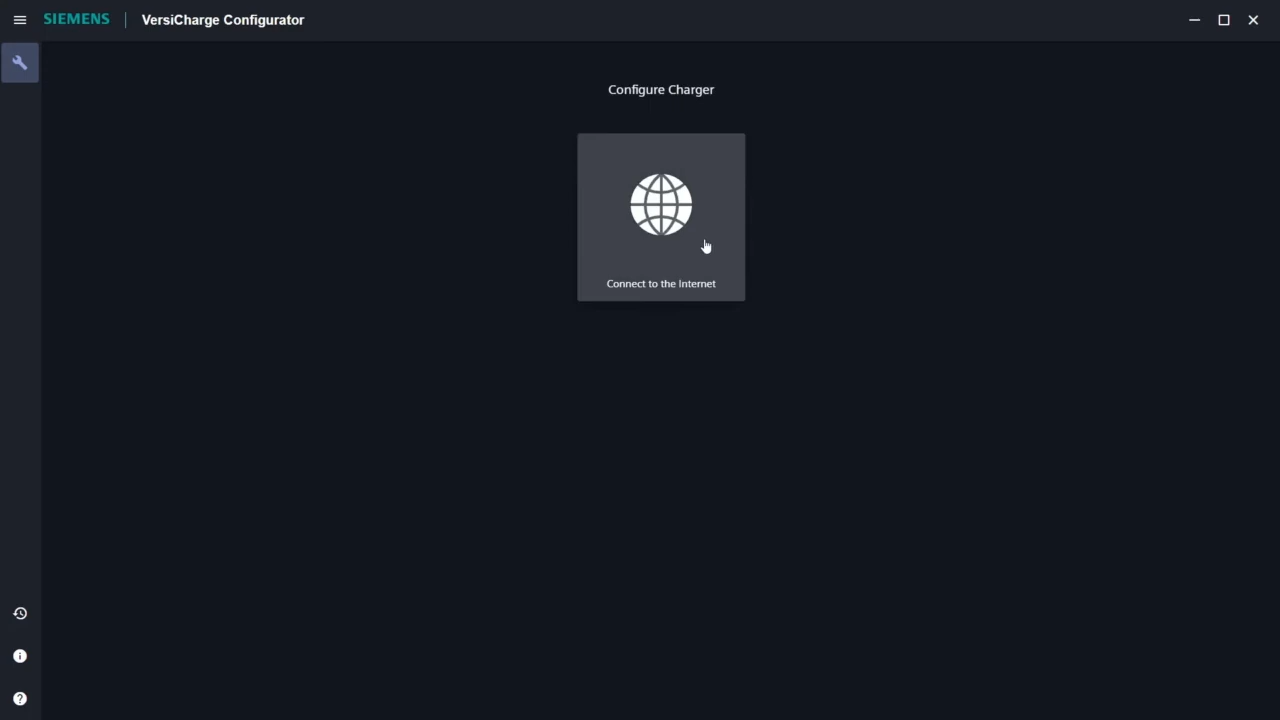 SIEMENS
VersiCharge Configurator
Configure Charger
Connect to the Internet